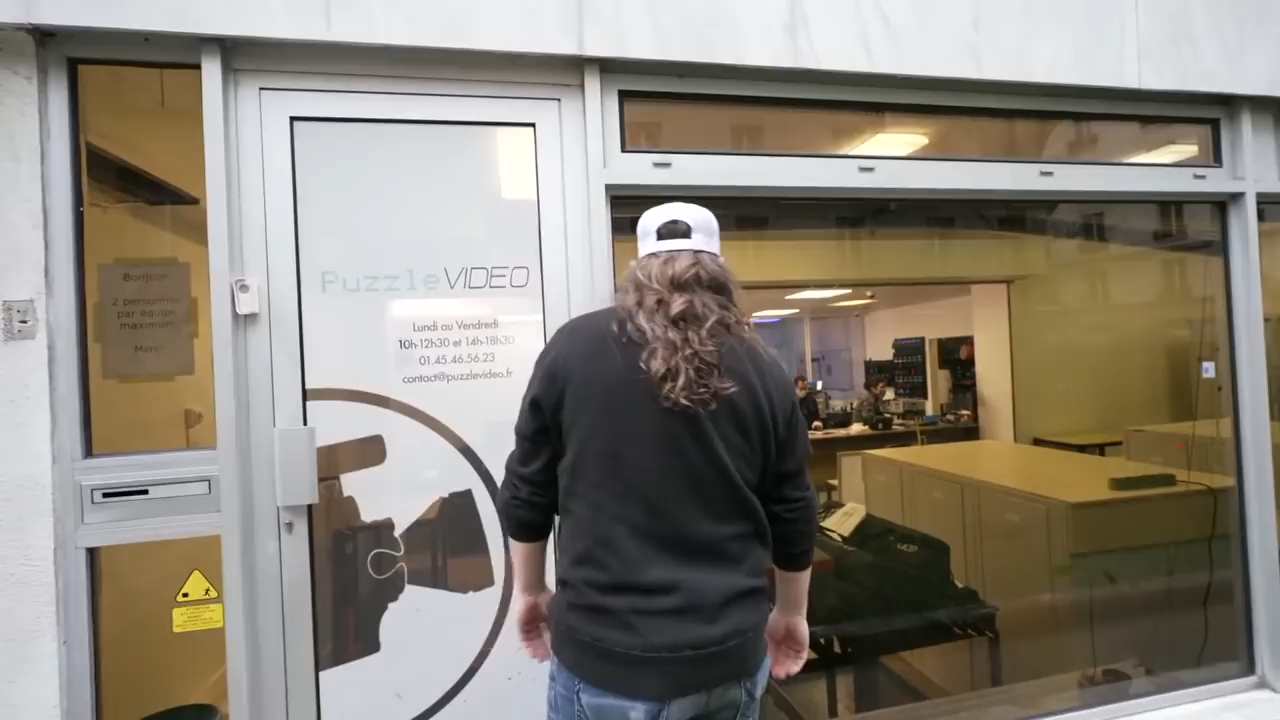 Bonjour
2 personnes
par équipe
maximum
Merci
PuzzleVIDEO
Lundi au Vendredi
10h-12h30 et 14h-18h30
01.45.46.56.23
contact@puzzlevideo.fr
ATTENTION